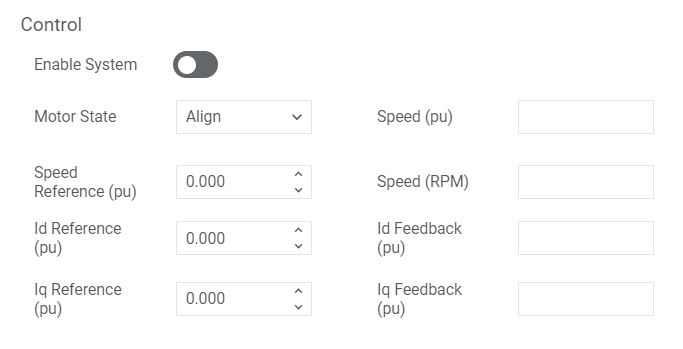 Control
Enable System
Motor State
Align
Speed (pu)
Speed
Reference (pu)
0.000
Speed (RPM)
Id Reference
(pu)
0.000
Id Feedback
(pu)
Iq Reference
(pu)
0.000
Iq Feedback
(pu)